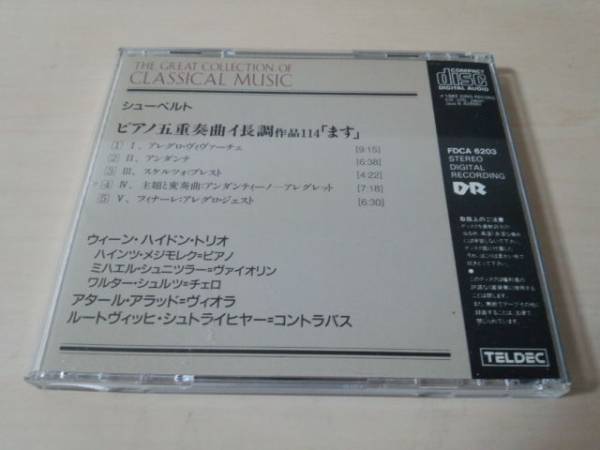 THE GREAT COLLECTION OF
CLASSICAL MUSIC
シューベルト
ピアノ五重奏曲イ長調作品114「ます」
1 I、アレグロ・ヴィヴァーチェ [9:15]
2 II、アンダンテ [6:38]
3 III、スケルツォ:プレスト [4:22]
4 IV、主題と変奏曲:アンダンティーノ–アレグレット [7:18]
5 V、フィナーレ:アレグロ・ジュスト [6:30]
ウィーン・ハイドン・トリオ
ハインツ・メジモレク=ピアノ
ミハエル・シュニツラー=ヴァイオリン
ワルター・シュルツ=チェロ
アタール・アラッド=ヴィオラ
ルートヴィッヒ・シュトライヒャー=コントラバス
COMPACT
disc
DIGITAL AUDIO
FDCA 6203
STEREO
DIGITAL
RECORDING
DR
取扱上のご注意
TELDEC